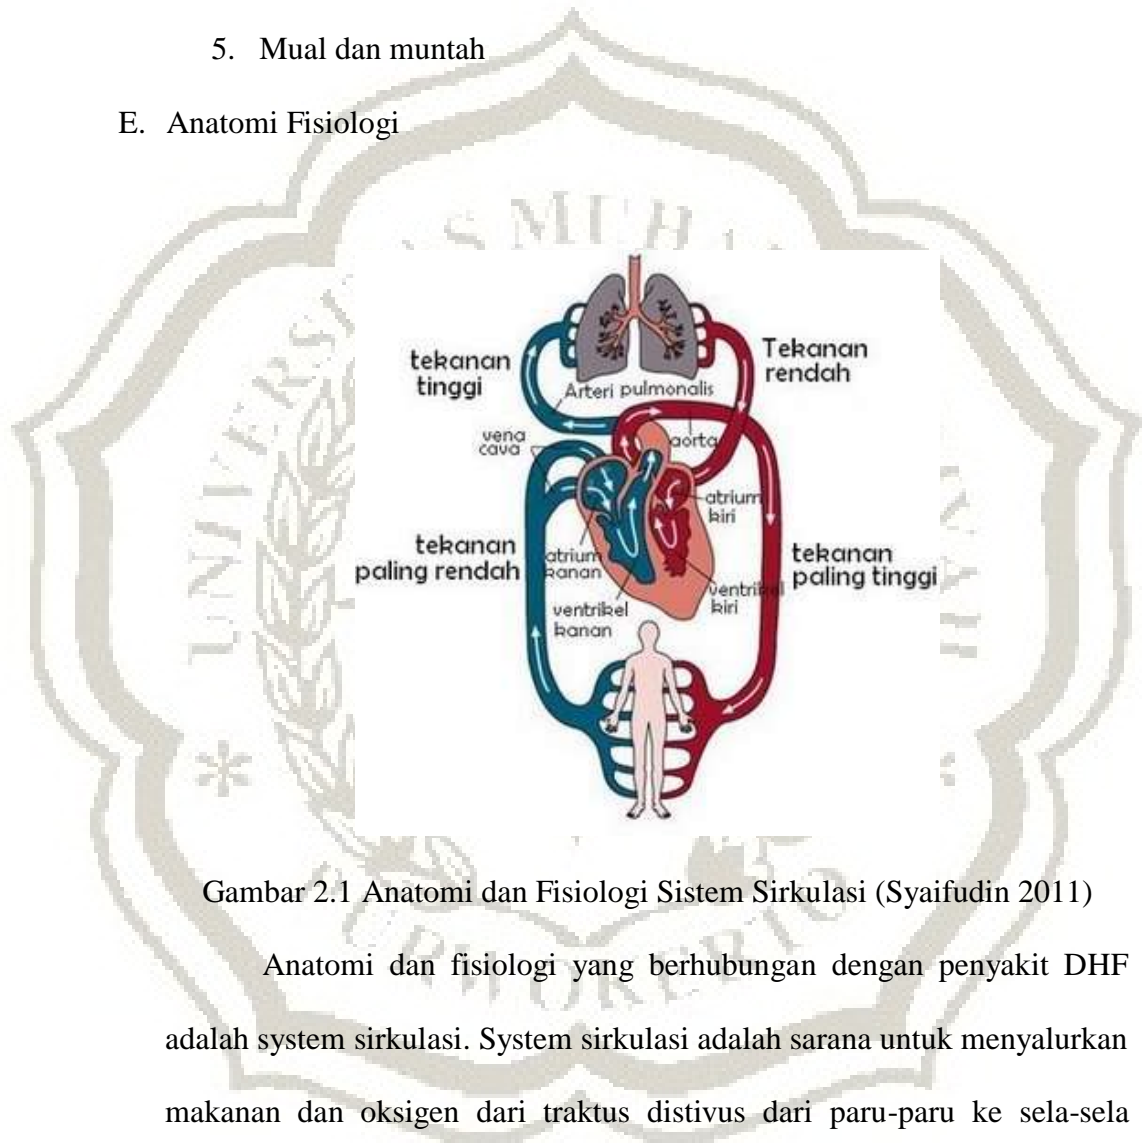 5. Mual dan muntah
E. Anatomi Fisiologi
tekanan
tinggi
Tekanan
rendah
Arteri pulmonalis
vena
cava
aorta
atrium
kiri
tekanan
paling rendah
atrium
kanan
tekanan
paling tinggi
ventrikel
kiri
ventrikel
kanan
Gambar 2.1 Anatomi dan Fisiologi Sistem Sirkulasi (Syaifudin 2011)
Anatomi dan fisiologi yang berhubungan dengan penyakit DHF
adalah system sirkulasi. System sirkulasi adalah sarana untuk menyalurkan
makanan dan oksigen dari traktus distivus dari paru-paru ke sela-sela